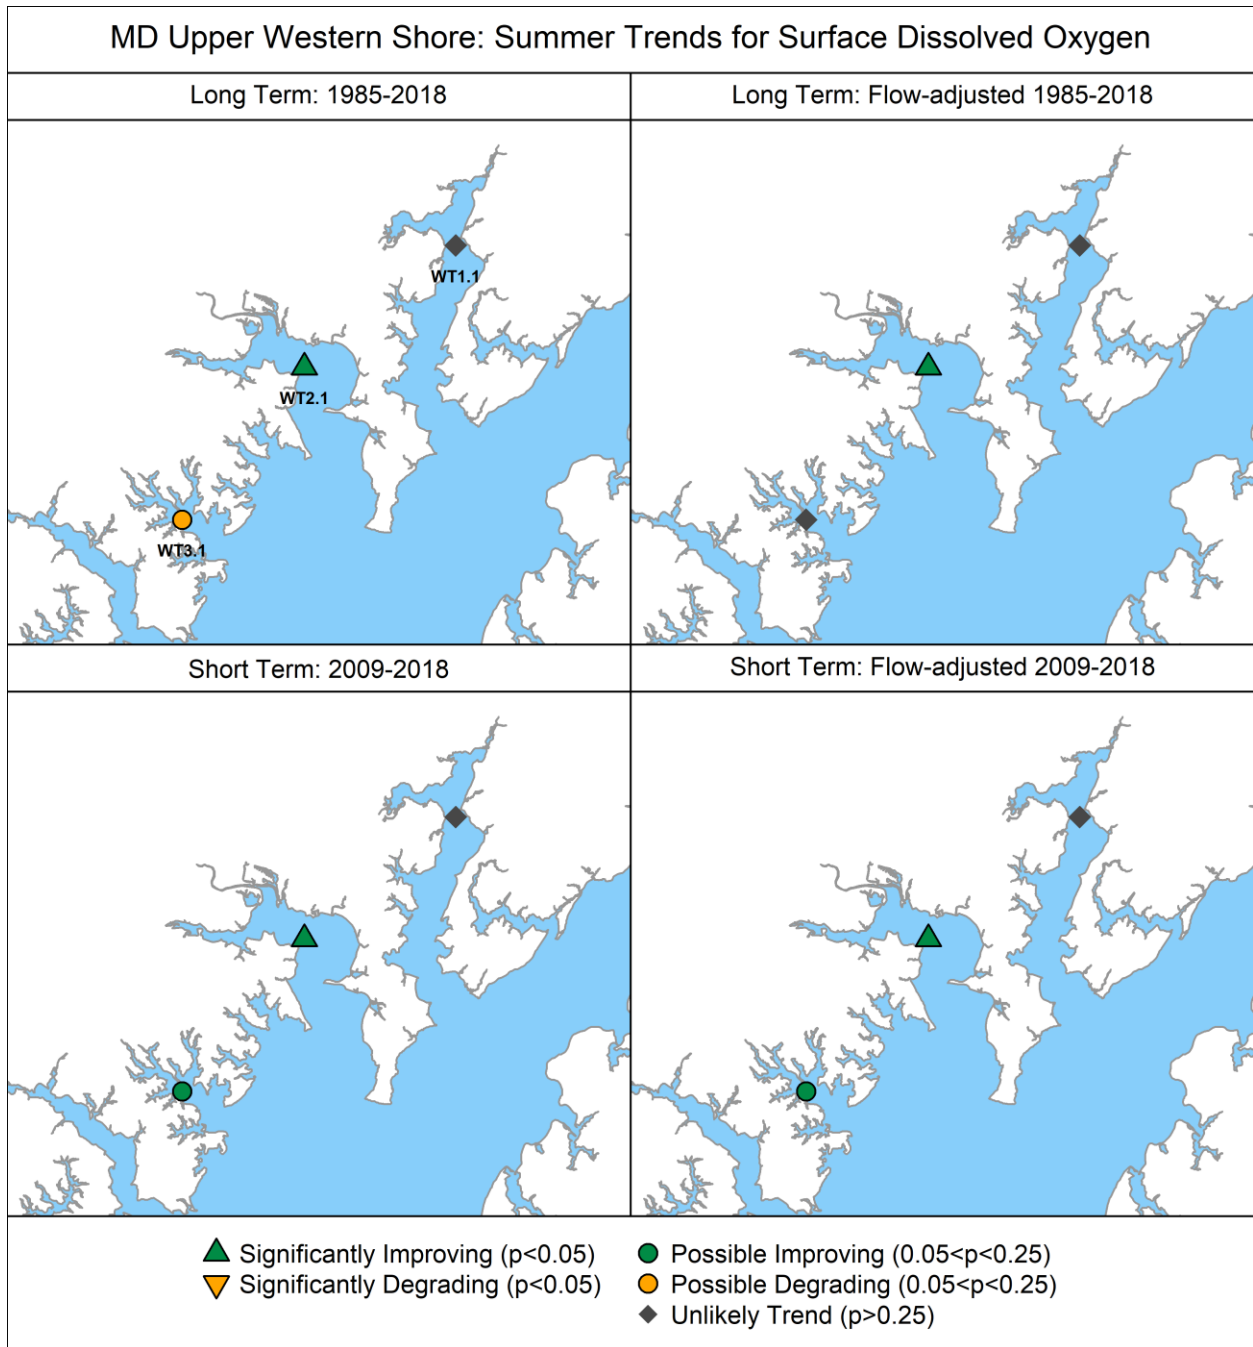 MD Upper Western Shore: Summer Trends for Surface Dissolved Oxygen
Long Term: 1985-2018
Long Term: Flow-adjusted 1985-2018
WT1.1
WT2.1
WT3.1
Short Term: 2009-2018
Short Term: Flow-adjusted 2009-2018
Significantly Improving (p<0.05)
Possible Improving (0.05<p<0.25)
Significantly Degrading (p<0.05)
Possible Degrading (0.05<p<0.25)
Unlikely Trend (p>0.25)